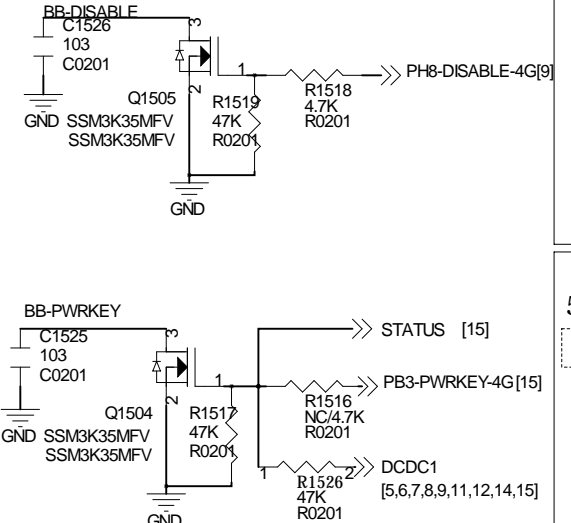 BB-DISABLE
C1526
103
C0201
GND
3
1
2
Q1505
SSM3K35MFV
SSM3K35MFV
R1519
47K
R0201
GND
R1518
4.7K
R0201
PH8-DISABLE-4G[9]
BB-PWRKEY
C1525
103
C0201
GND
3
1
2
Q1504
SSM3K35MFV
SSM3K35MFV
R1517
47K
R0201
GND
STATUS [15]
R1516
NC/4.7K
R0201
PB3-PWRKEY-4G[15]
1
R1526
2
47K
R0201
DCDC1
[5,6,7,8,9,11,12,14,15]